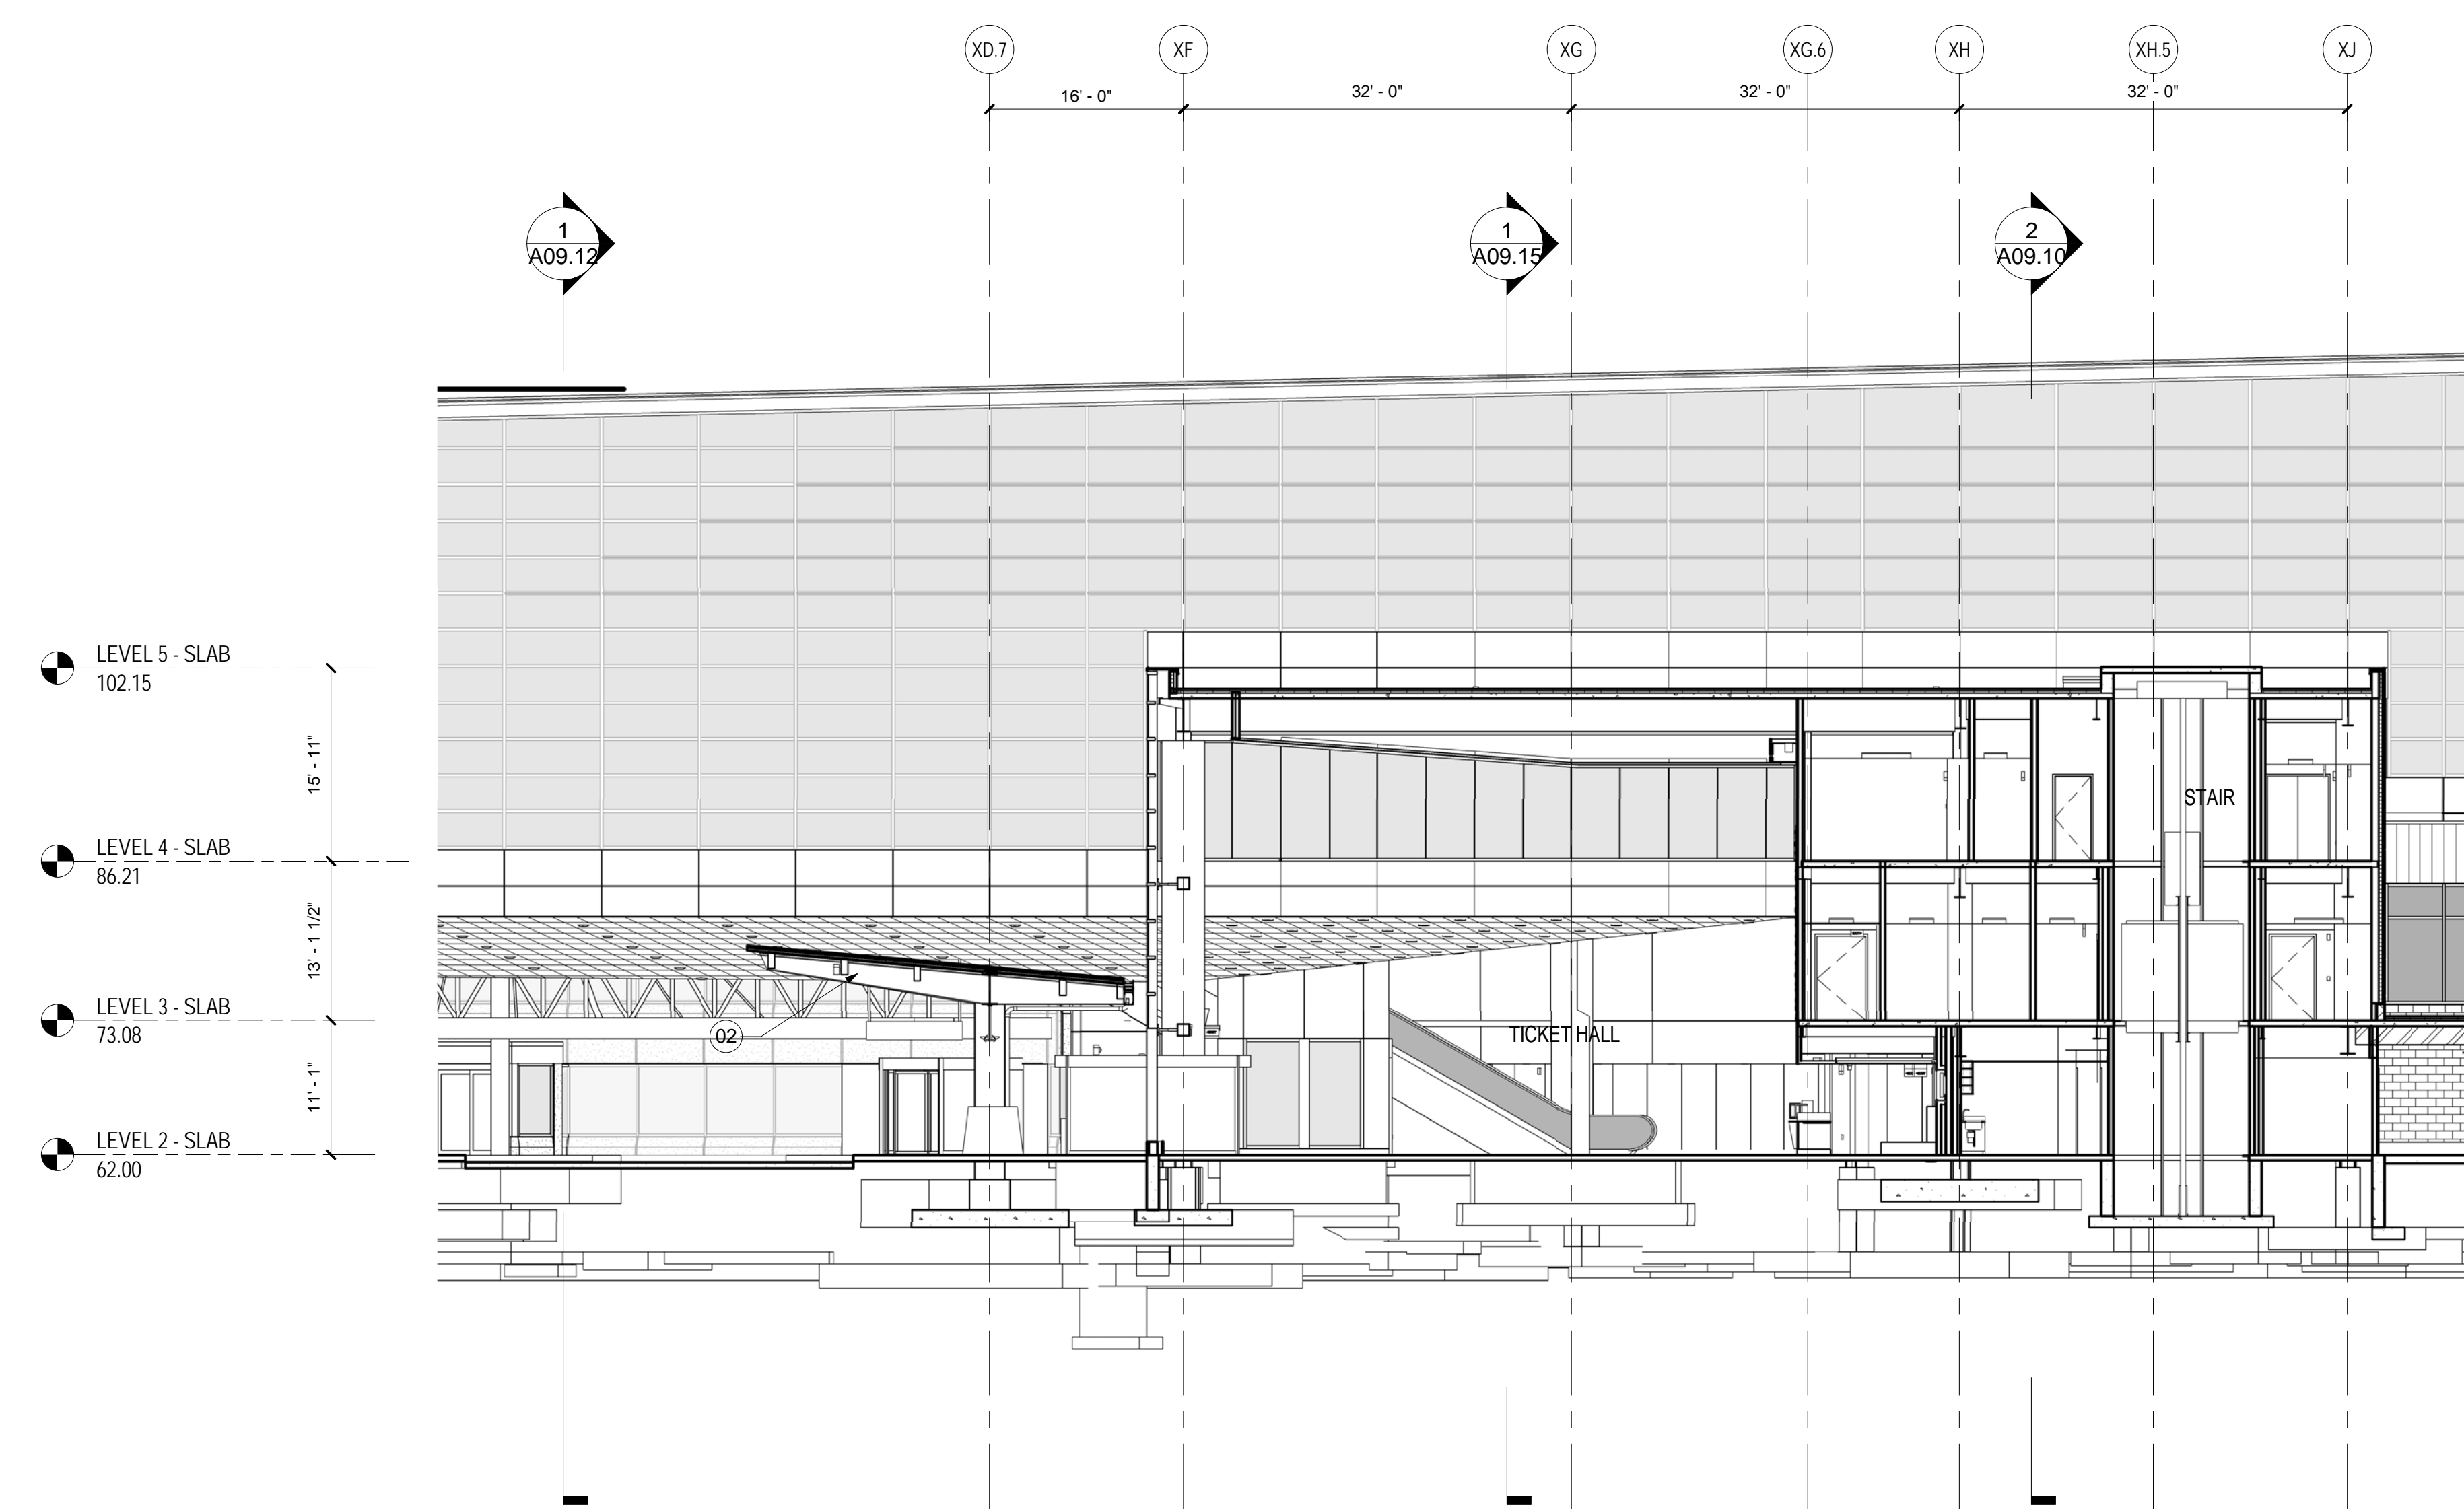 XD.7
XF
XG
XG.6
XH
XH.5
XJ
16' - 0"
32' - 0"
32' - 0"
32' - 0"
1
A09.12
1
A09.15
2
A09.10
LEVEL 5 - SLAB
102.15
15' - 11"
STAIR
LEVEL 4 - SLAB
86.21
13' - 1 1/2"
LEVEL 3 - SLAB
73.08
02
TICKET HALL
11' - 1"
LEVEL 2 - SLAB
62.00